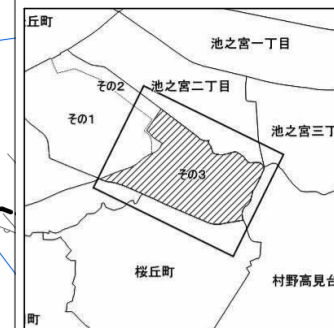 丘町
池之宮一丁目
その2
池之宮二丁目
その1
池之宮三丁
その3
桜丘町
村野高見台
町